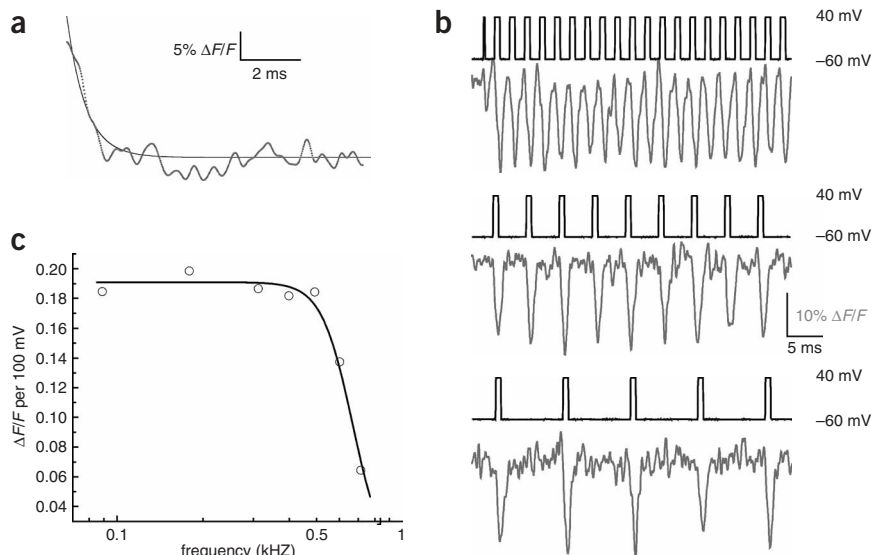 a
5% ΔF/F
2 ms
b
40 mV
–60 mV
40 mV
–60 mV
10% ΔF/F
5 ms
40 mV
–60 mV
c
0.20
0.18
0.16
0.14
0.12
0.10
0.08
0.06
0.04
ΔF/F per 100 mV
0.1
0.5
1
frequency (kHZ)